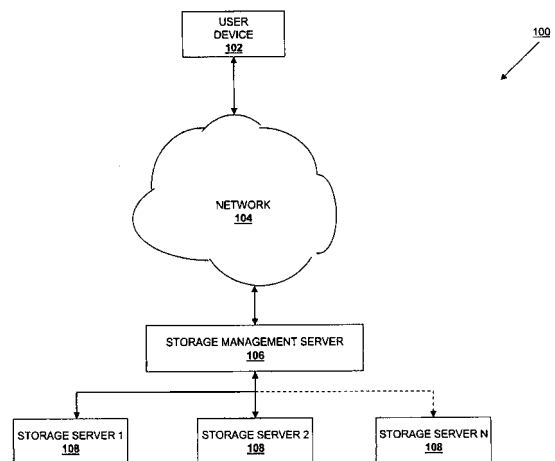 USER
DEVICE
102
100
NETWORK
104
STORAGE MANAGEMENT SERVER
106
STORAGE SERVER 1
108
STORAGE SERVER 2
108
STORAGE SERVER N
108